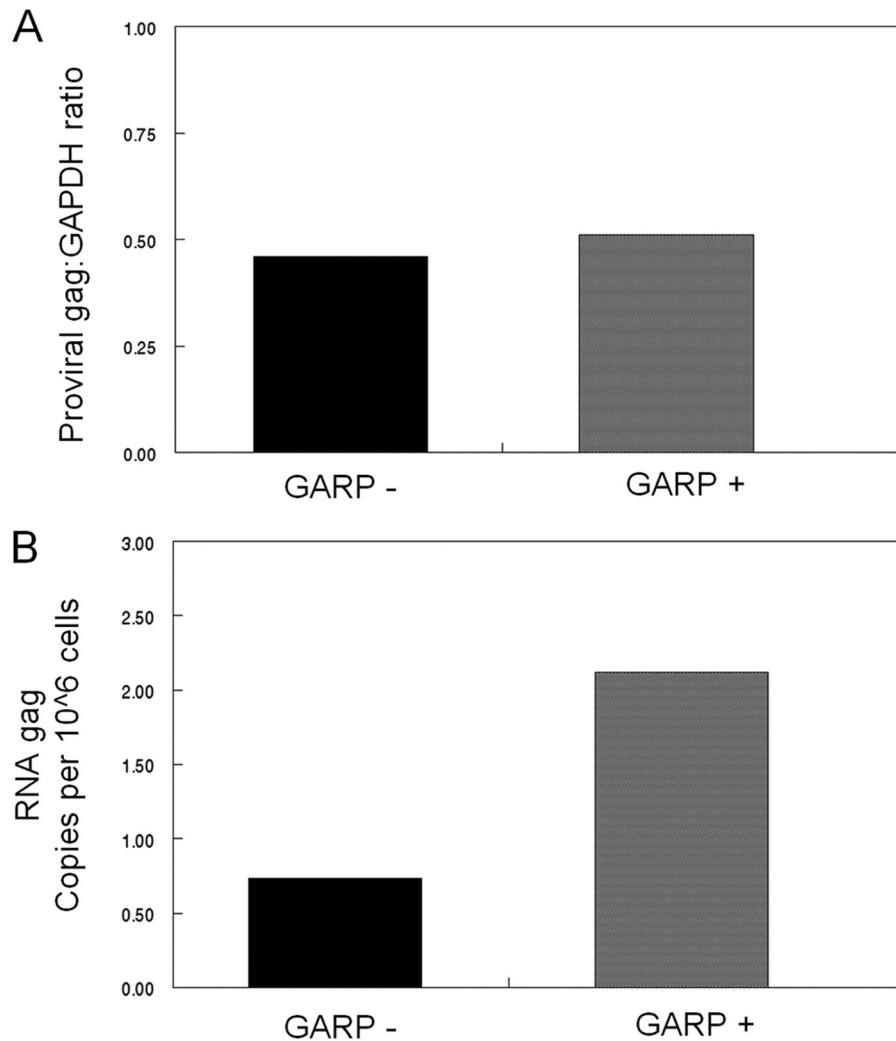 A
Proviral gag:GAPDH ratio
1.00
0.75
0.50
0.25
0.00
GARP -
GARP +
B
RNA gag
Copies per 10^6 cells
3.00
2.50
2.00
1.50
1.00
0.50
0.00
GARP -
GARP +